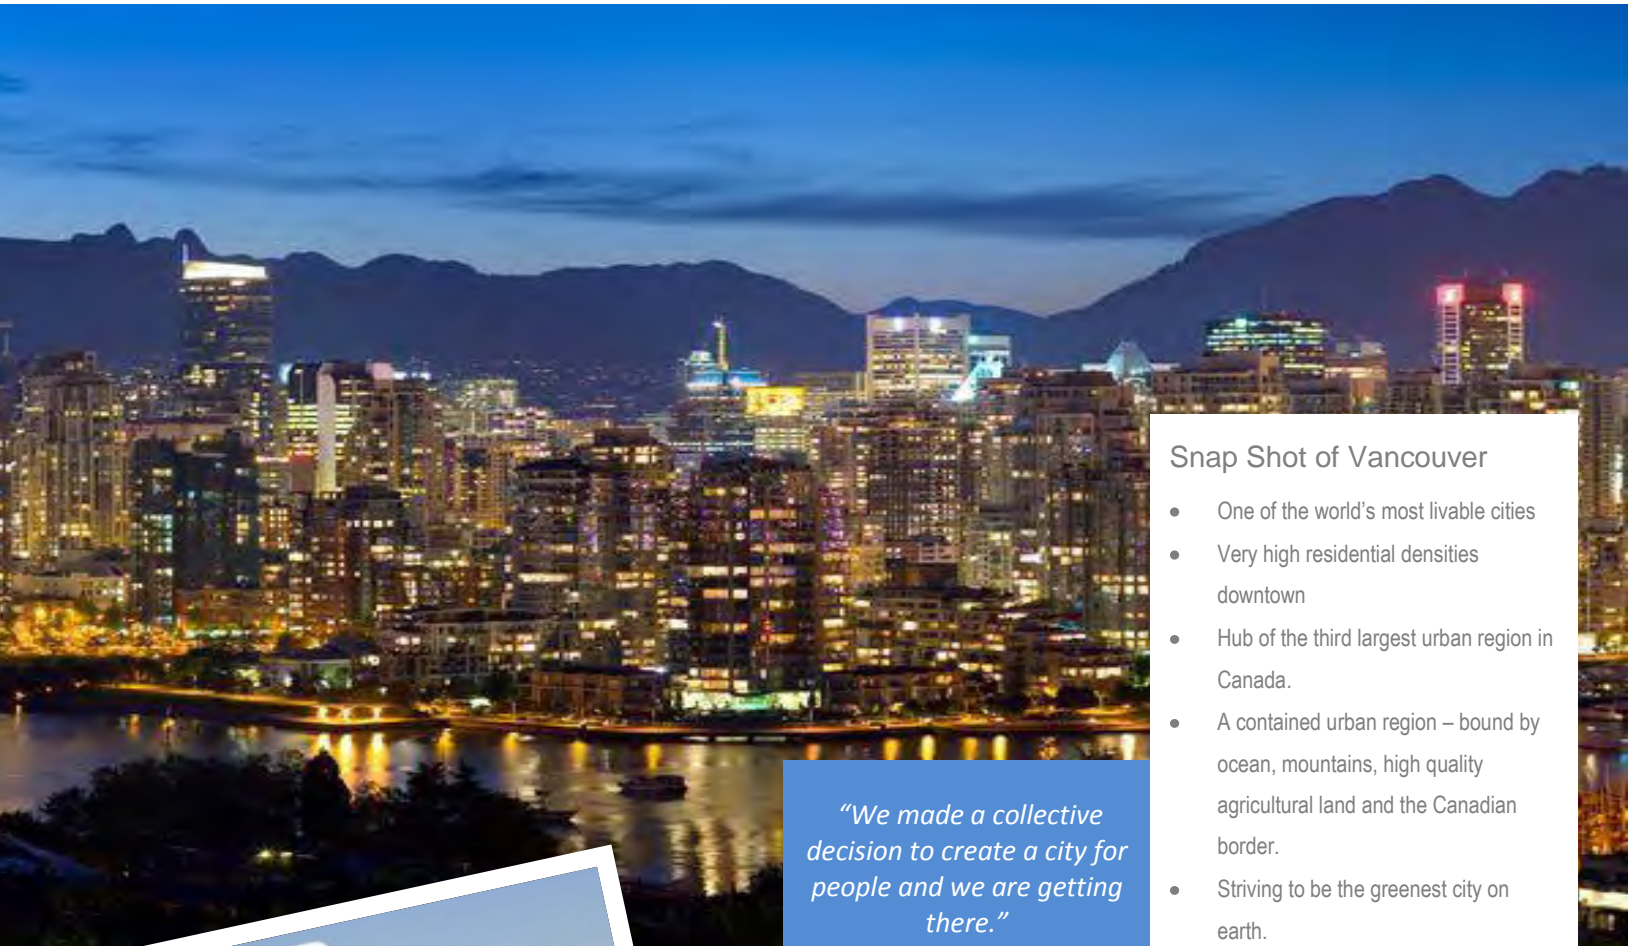 Snap Shot of Vancouver
• One of the world’s most livable cities
• Very high residential densities
downtown
• Hub of the third largest urban region in
Canada.
• A contained urban region – bound by
ocean, mountains, high quality
agricultural land and the Canadian
border.
• Striving to be the greenest city on
earth.
“We made a collective
decision to create a city for
people and we are getting
there.”